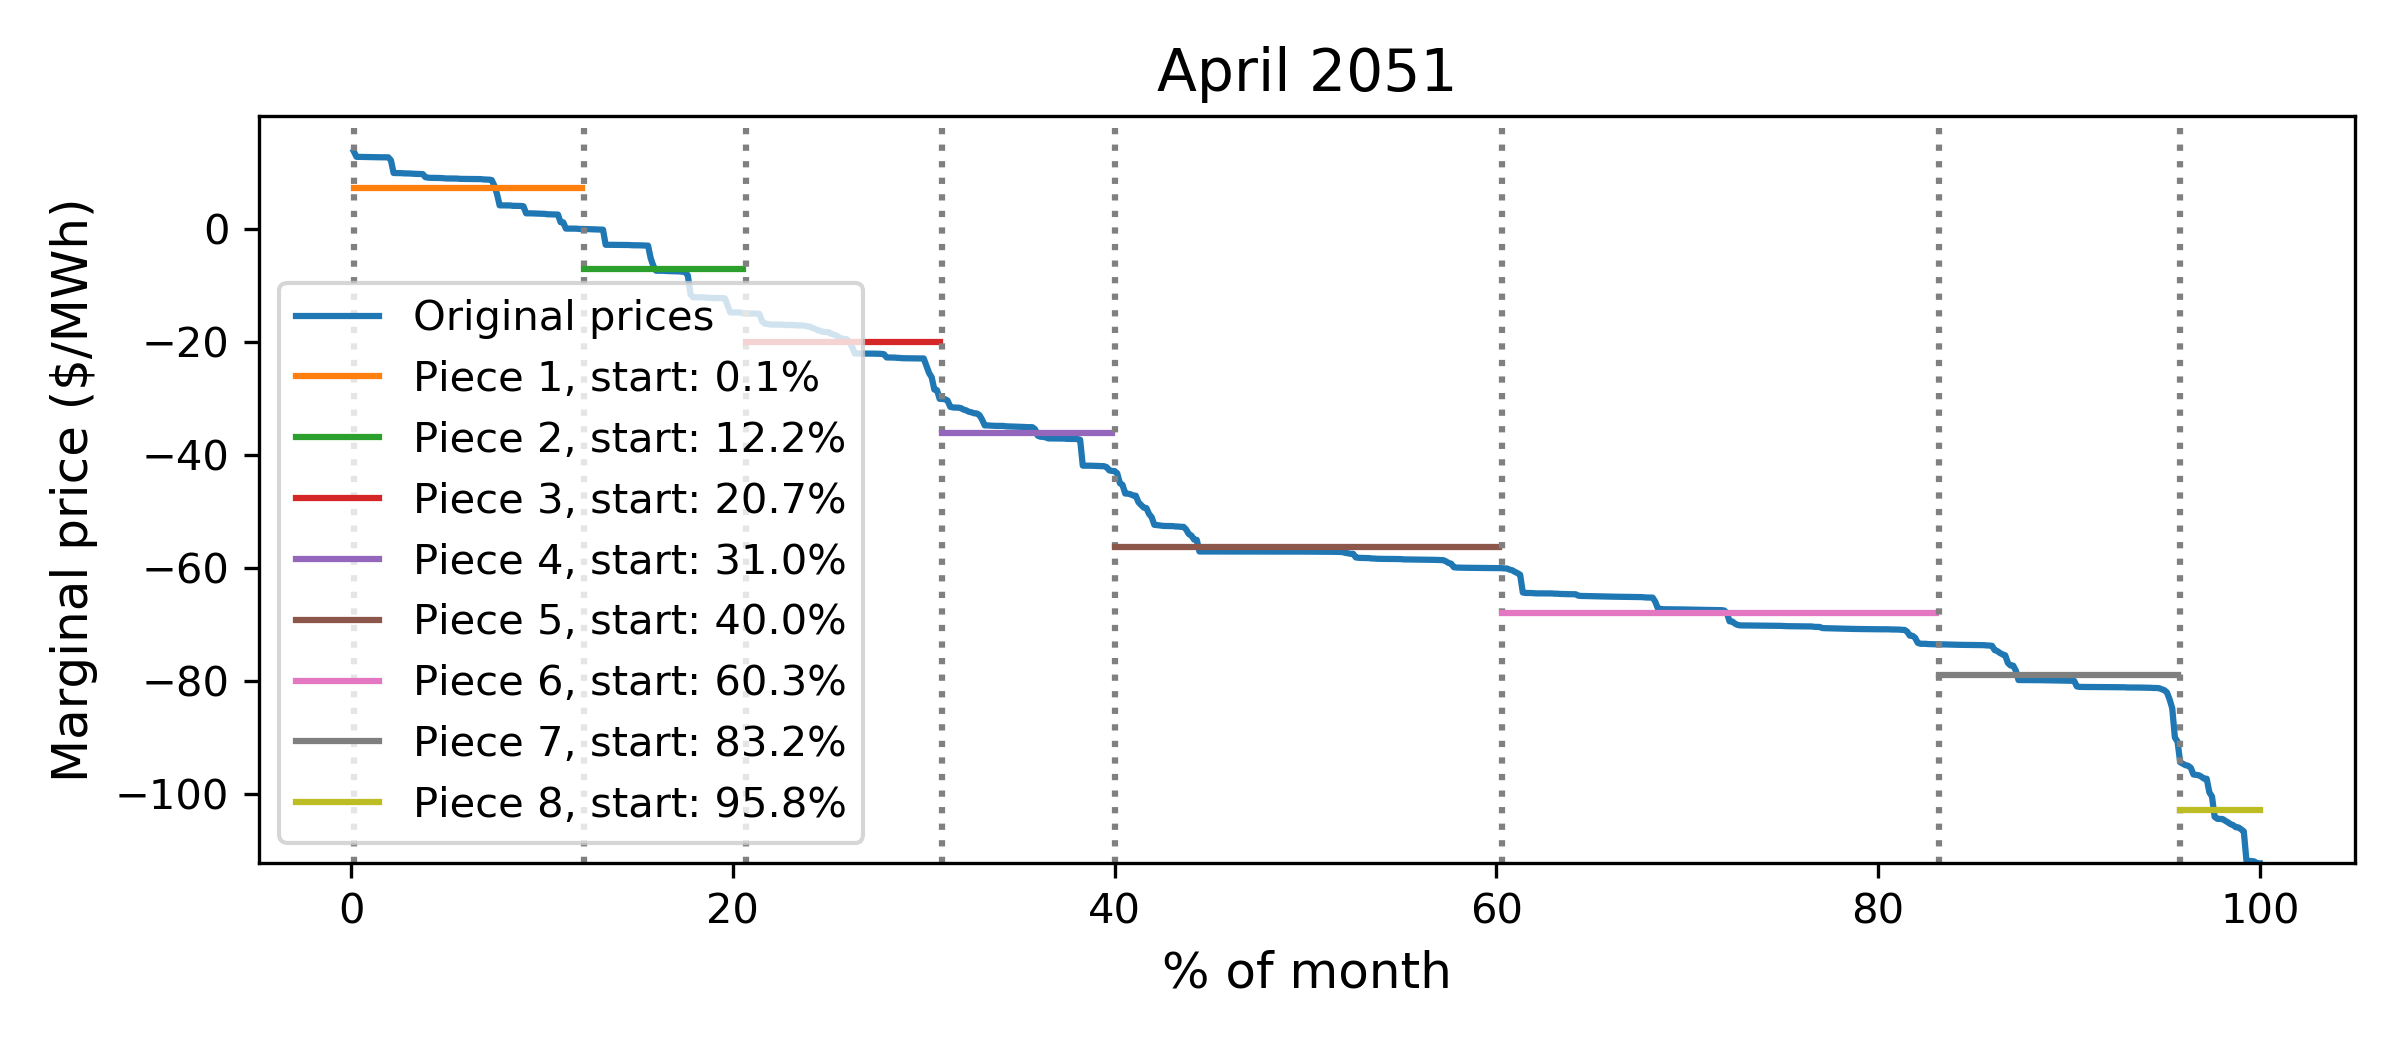 April 2051
Marginal price ($/MWh)
0
−20
−40
−60
−80
−100
Original prices
Piece 1, start: 0.1%
Piece 2, start: 12.2%
Piece 3, start: 20.7%
Piece 4, start: 31.0%
Piece 5, start: 40.0%
Piece 6, start: 60.3%
Piece 7, start: 83.2%
Piece 8, start: 95.8%
0 20 40 60 80 100
% of month